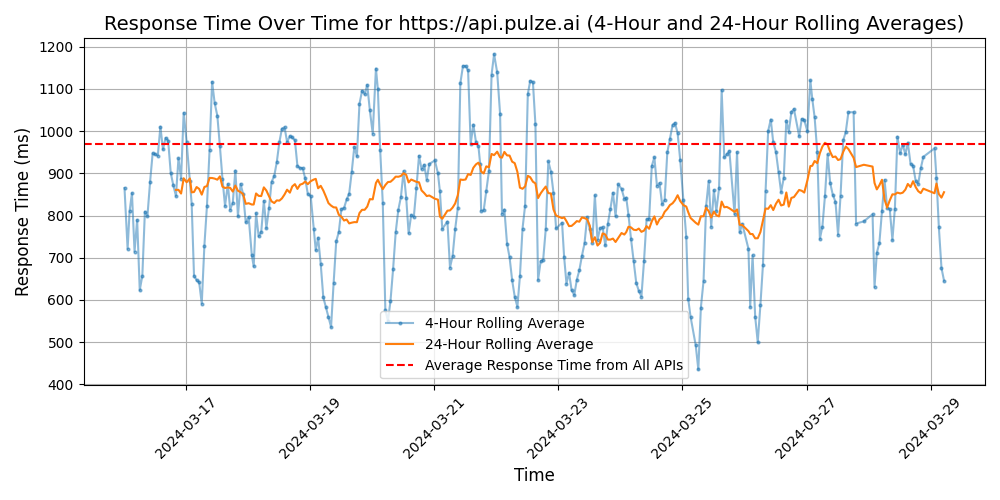 Response Time Over Time for https://api.pulze.ai (4-Hour and 24-Hour Rolling Averages)
Response Time (ms)
1200
1100
1000
900
800
700
600
500
400
4-Hour Rolling Average
24-Hour Rolling Average
Average Response Time from All APIs
2024-03-17
2024-03-19
2024-03-21
2024-03-23
2024-03-25
2024-03-27
2024-03-29
Time